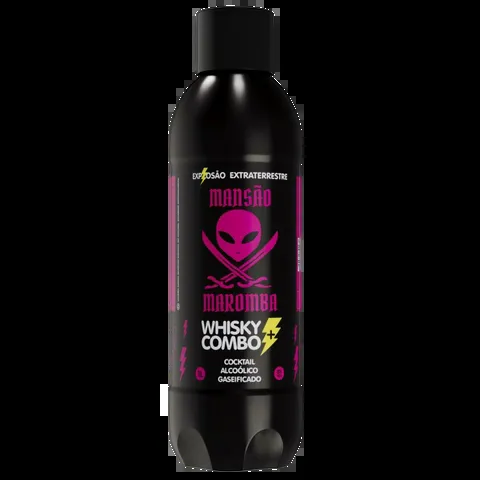 EXPLOSÃO EXTRATERRESTRE
MANSÃO
MAROMBA
WHISKY
COMBO
COCKTAIL
ALCOÓLICO
GASEIFICADO